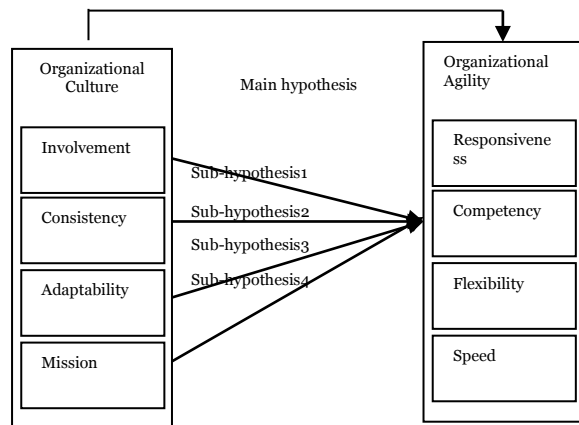 Organizational
Culture
Involvement
Consistency
Adaptability
Mission
Main hypothesis
Sub-hypothesis1
Sub-hypothesis2
Sub-hypothesis3
Sub-hypothesis4
Organizational
Agility
Responsivene
ss
Competency
Flexibility
Speed